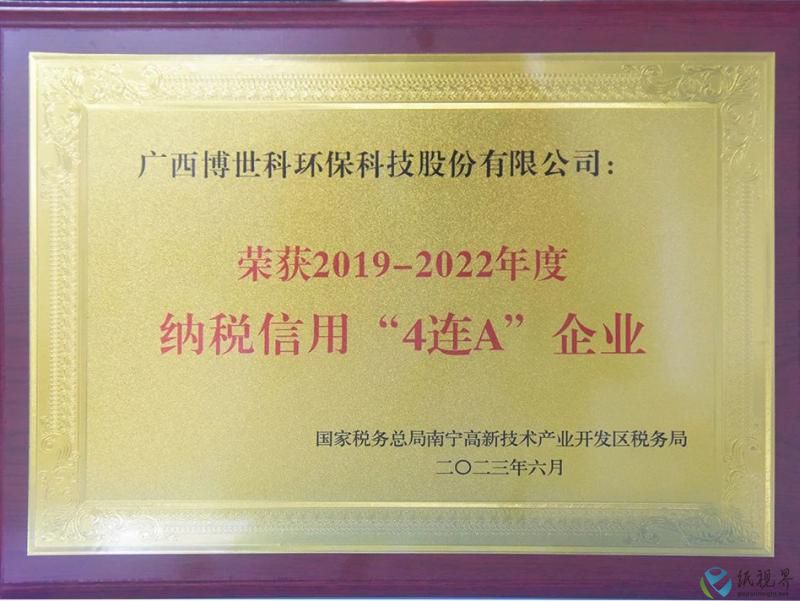 广西博世科环保科技股份有限公司：
荣获2019-2022年度
纳税信用“4连A”企业
国家税务总局南宁高新技术产业开发区税务局
二〇二三年六月
纸视界